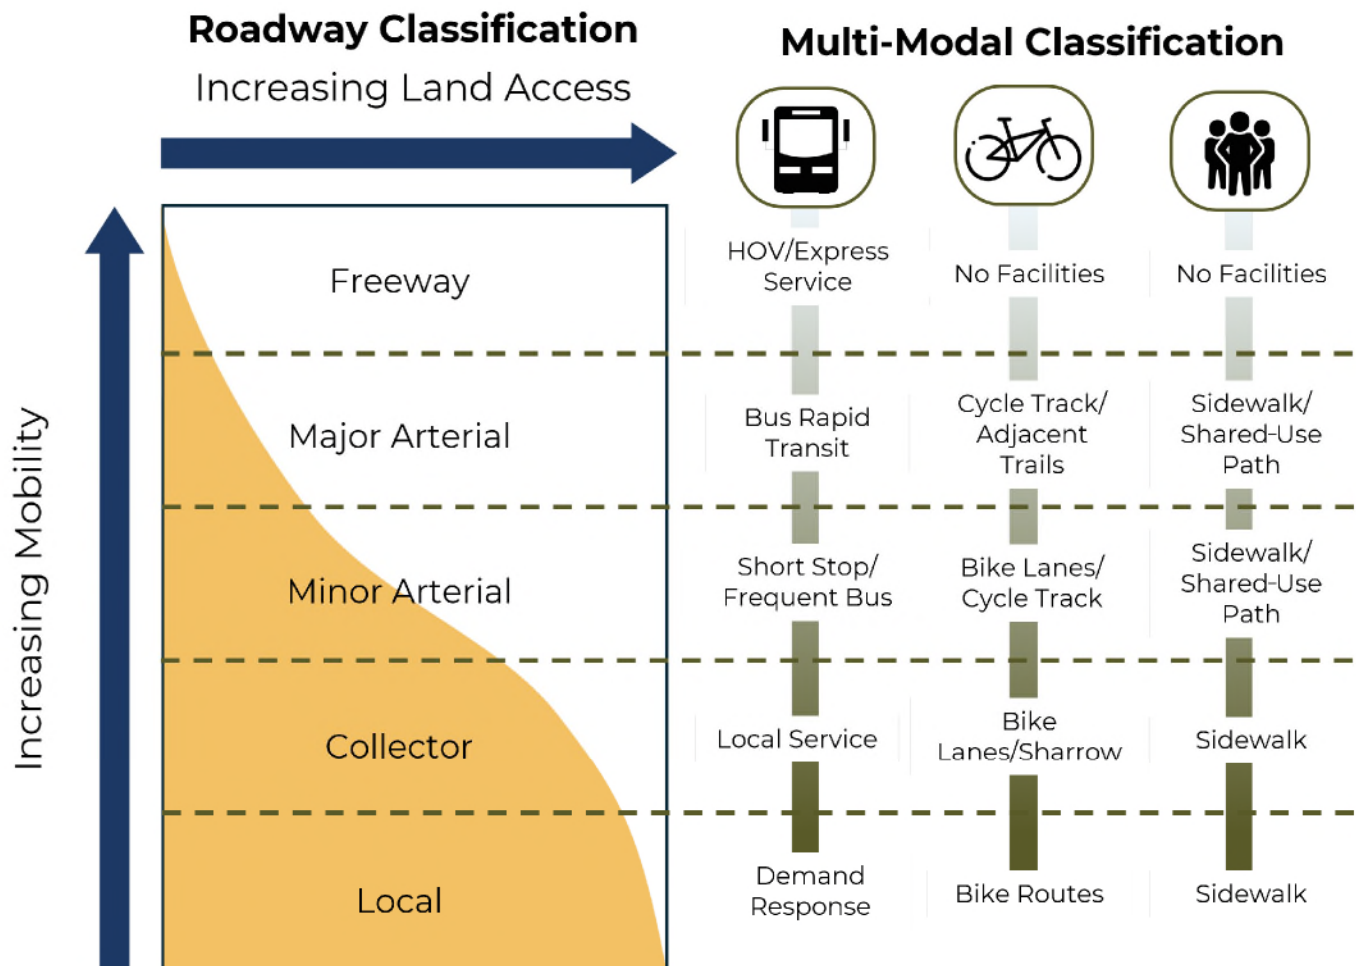 Roadway Classification
Increasing Land Access
Multi-Modal Classification
Increasing Mobility
Freeway
HOV/Express
Service
No Facilities
No Facilities
Major Arterial
Bus Rapid
Transit
Cycle Track/
Adjacent
Trails
Sidewalk/
Shared-Use
Path
Minor Arterial
Short Stop/
Frequent Bus
Bike Lanes/
Cycle Track
Sidewalk/
Shared-Use
Path
Collector
Local Service
Bike
Lanes/Sharrow
Sidewalk
Local
Demand
Response
Bike Routes
Sidewalk